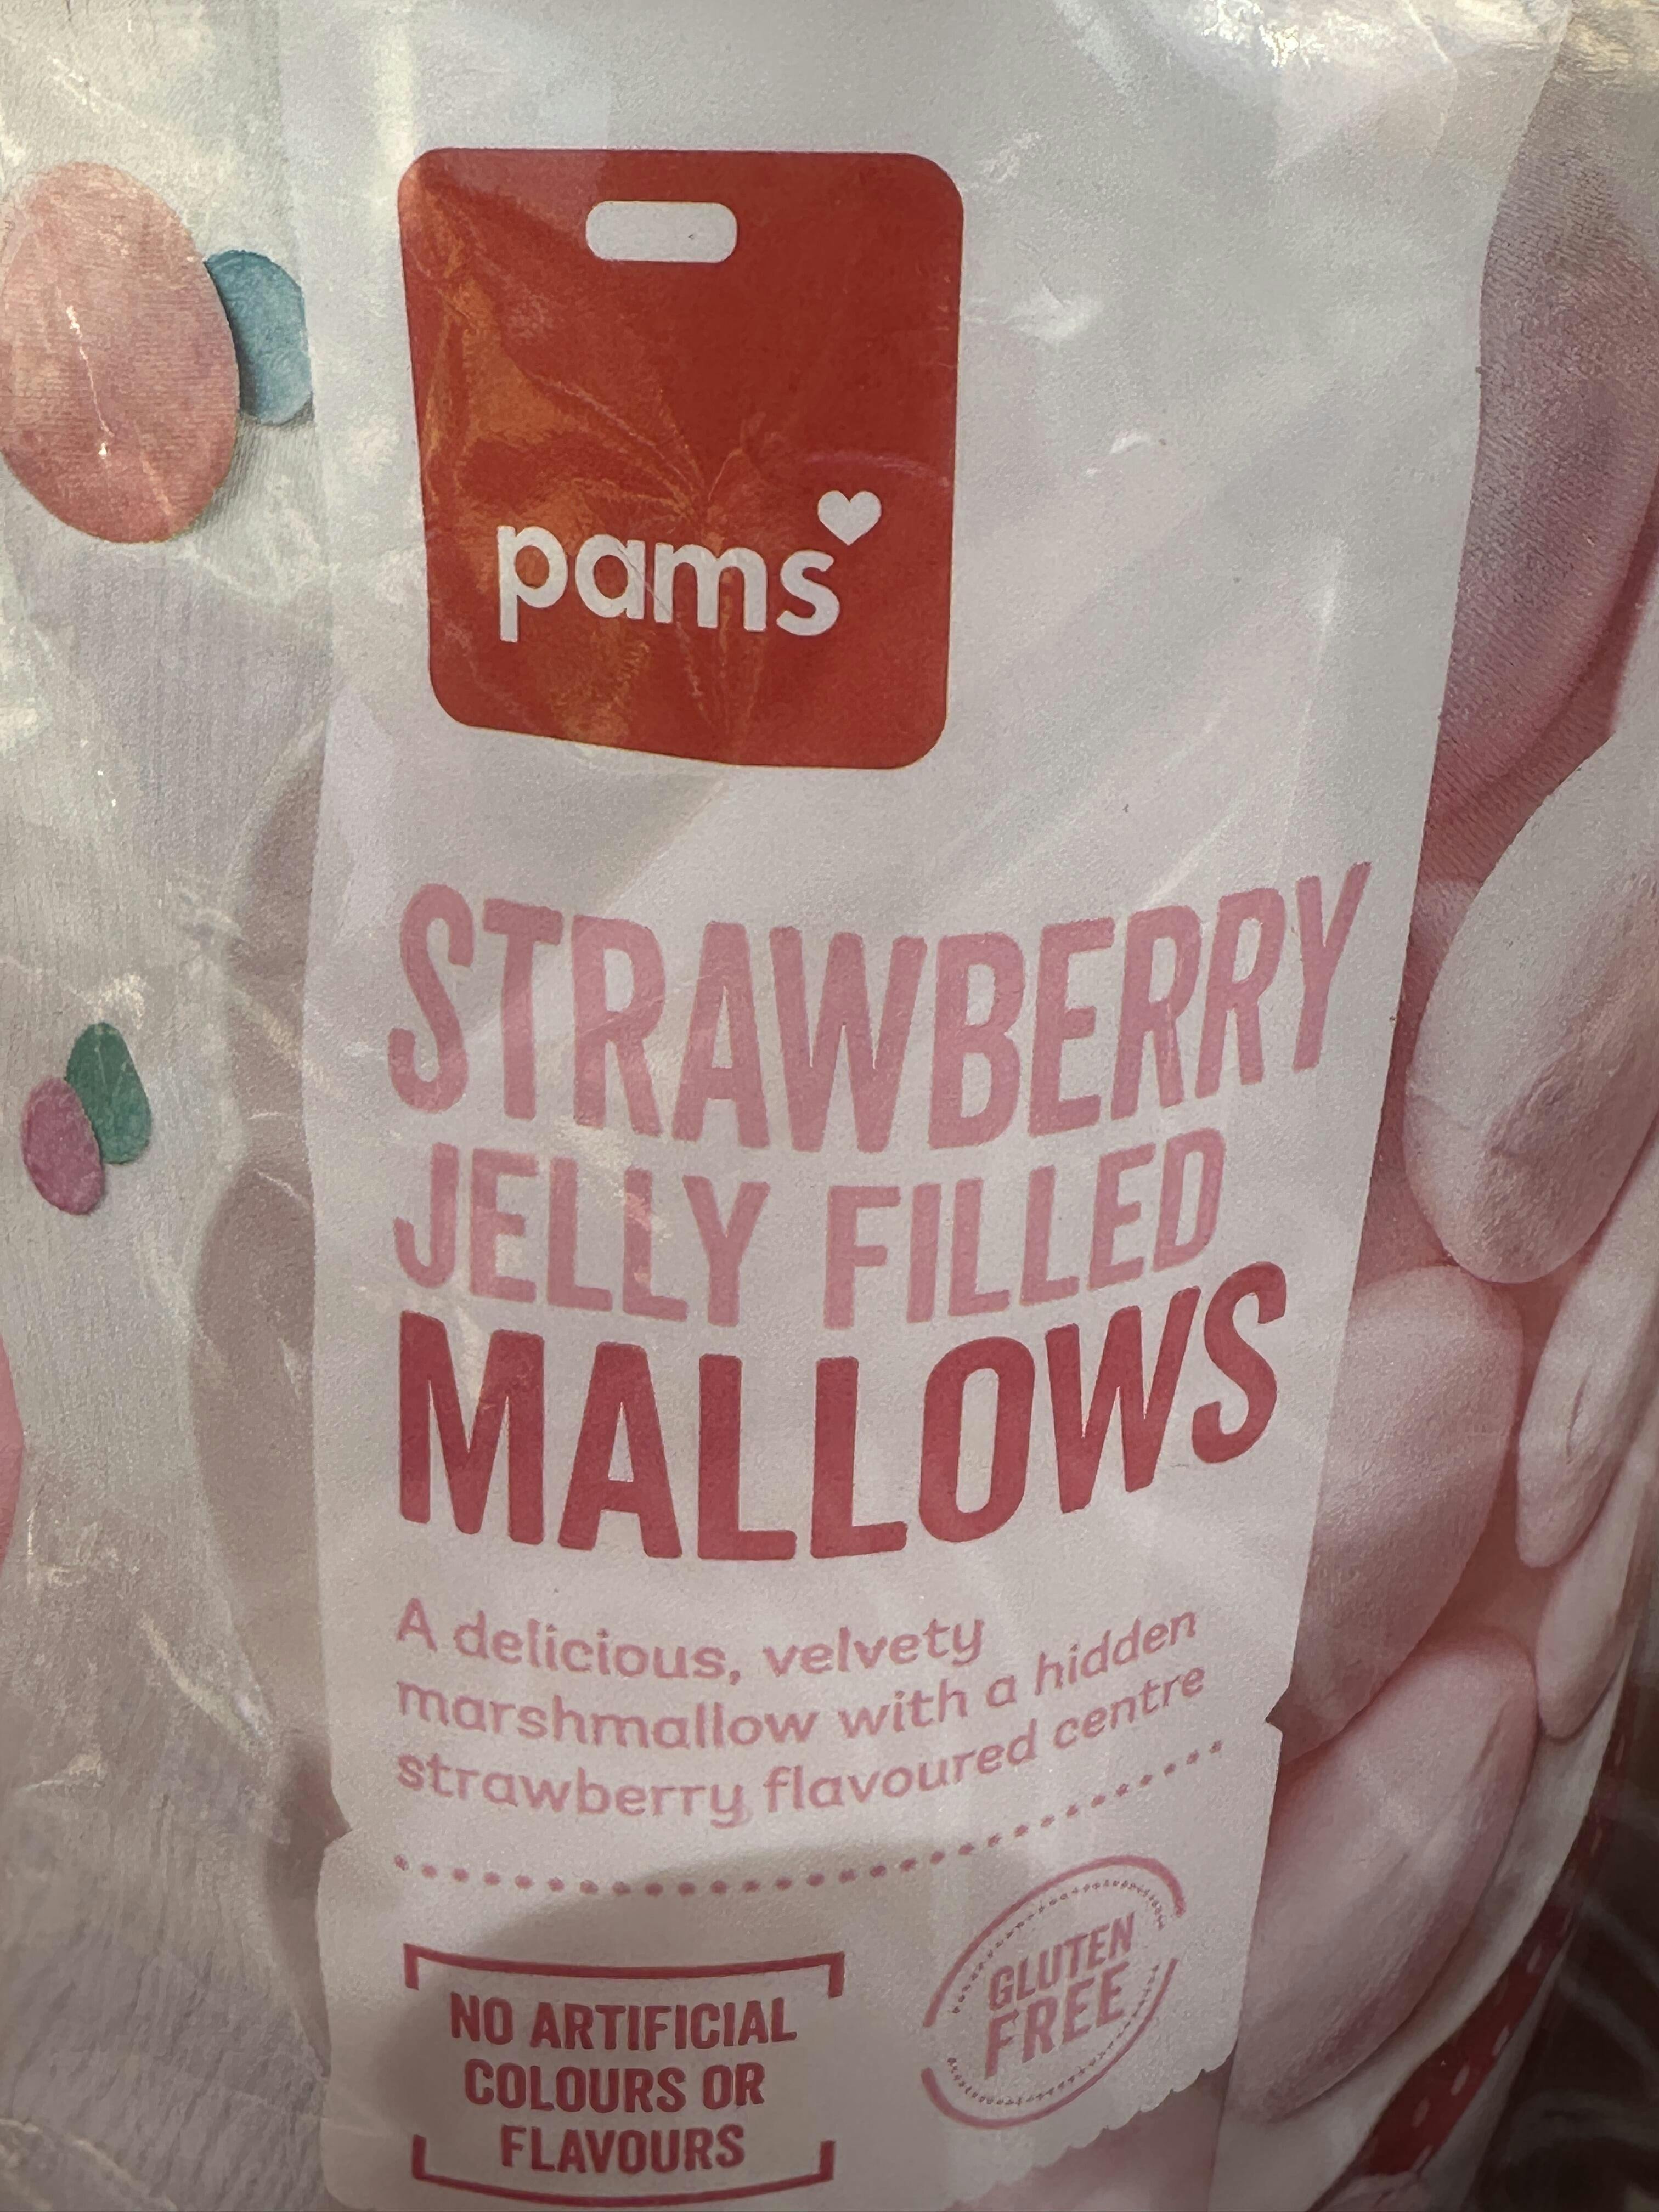 pams
STRAWBERRY
JELLY FILLED
MALLOWS
A delicious, velvety
marshmallow with a hidden
strawberry flavoured centre
NO ARTIFICIAL
COLOURS OR
FLAVOURS
GLUTEN
FREE